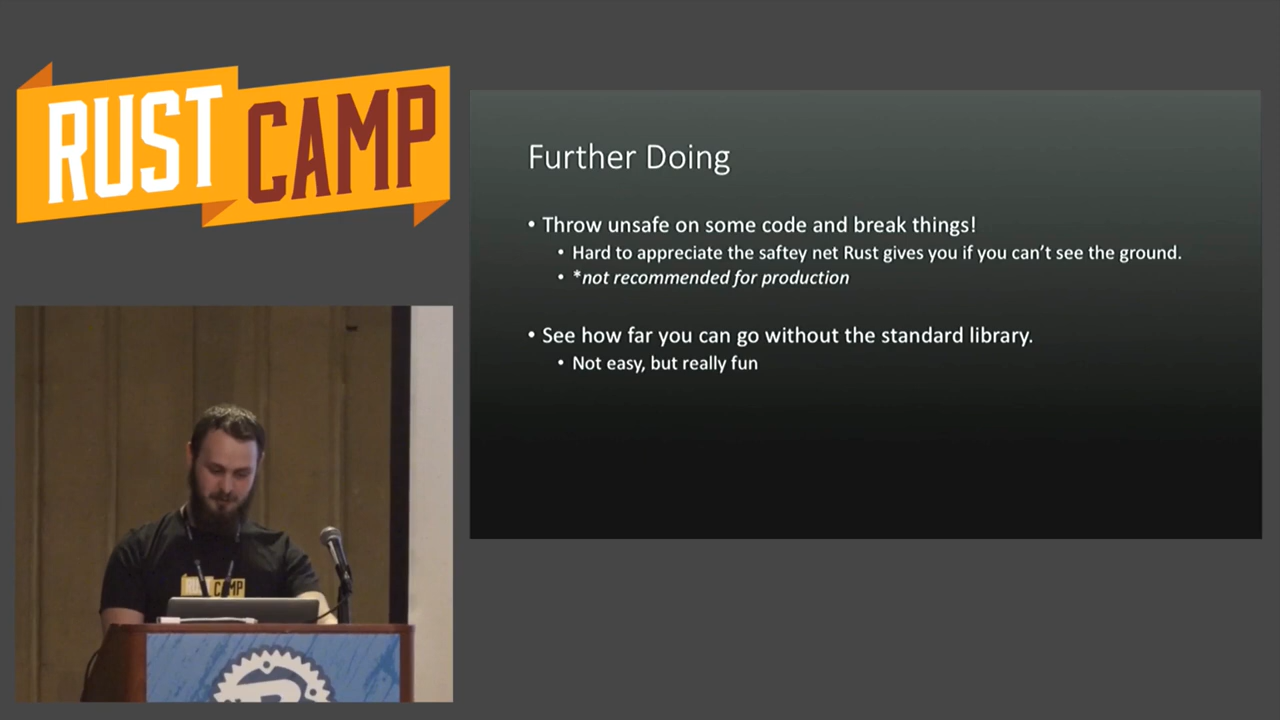 RUST CAMP
Further Doing
• Throw unsafe on some code and break things!
• Hard to appreciate the saftey net Rust gives you if you can't see the ground.
• *not recommended for production
• See how far you can go without the standard library.
• Not easy, but really fun
RUST CAMP
R